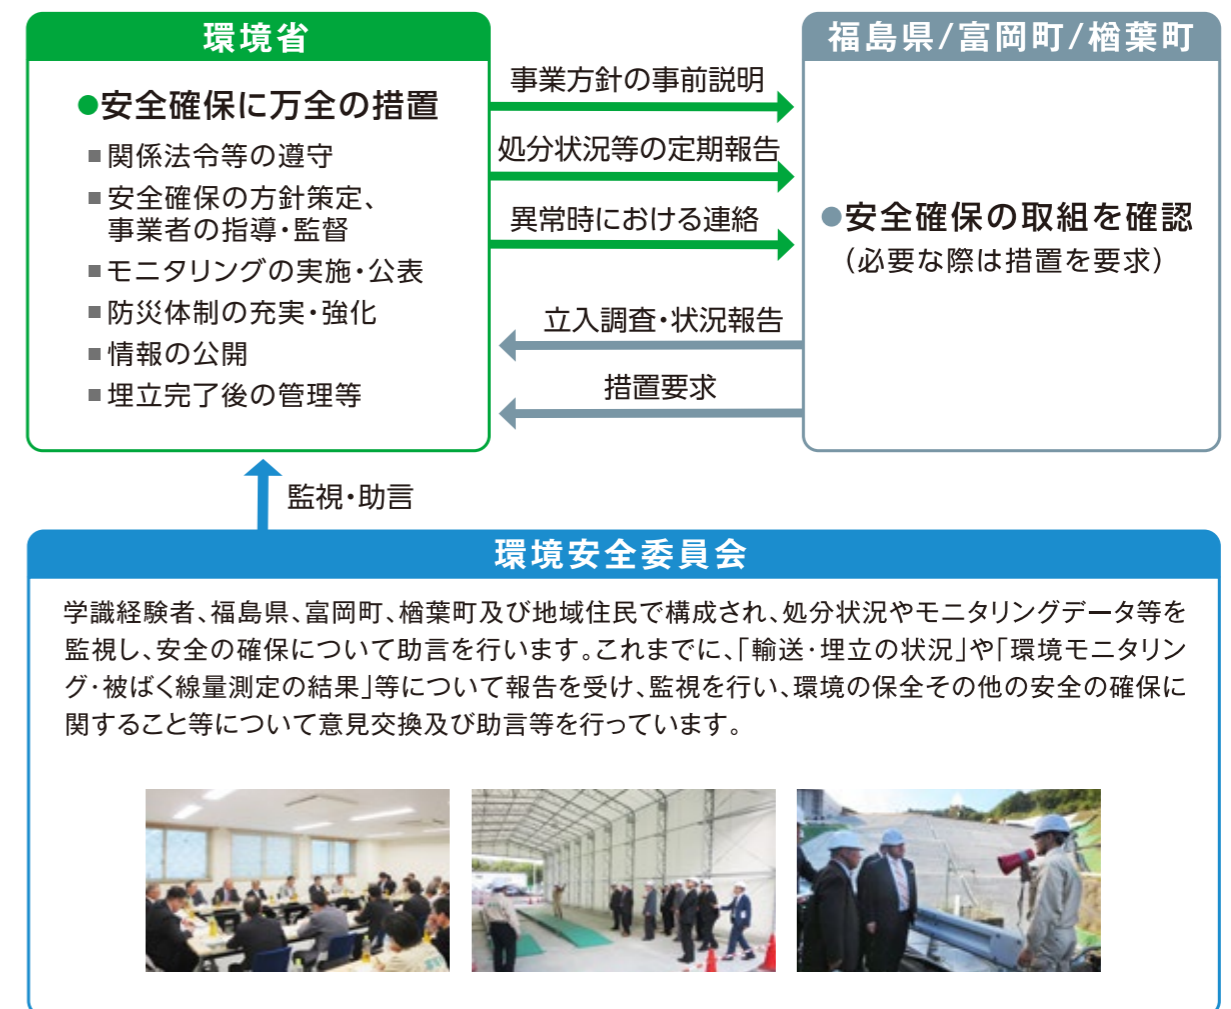 環境省
●安全確保に万全の措置
■関係法令等の遵守
■安全確保の方針策定、
事業者の指導・監督
■モニタリングの実施・公表
■防災体制の充実・強化
■情報の公開
■埋立完了後の管理等
事業方針の事前説明
処分状況等の定期報告
異常時における連絡
立入調査・状況報告
措置要求
福島県/富岡町/楢葉町
●安全確保の取組を確認
（必要な際は措置を要求）
監視・助言
環境安全委員会
学識経験者、福島県、富岡町、楢葉町及び地域住民で構成され、処分状況やモニタリングデータ等を
監視し、安全の確保について助言を行います。これまでに、「輸送・埋立の状況」や「環境モニタリン
グ・被ばく線量測定の結果」等について報告を受け、監視を行い、環境の保全その他の安全の確保に
関すること等について意見交換及び助言等を行っています。